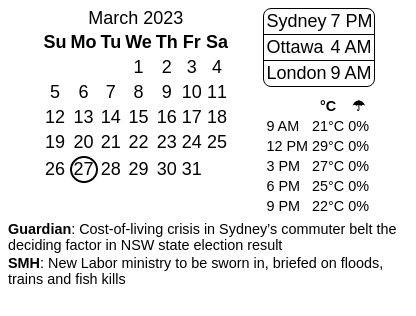 March 2023
Su Mo Tu We Th Fr Sa
1 2 3 4
5 6 7 8 9 10 11
12 13 14 15 16 17 18
19 20 21 22 23 24 25
26 27 28 29 30 31
Sydney 7 PM
Ottawa 4 AM
London 9 AM
°C ☂
9 AM 21°C 0%
12 PM 29°C 0%
3 PM 27°C 0%
6 PM 25°C 0%
9 PM 22°C 0%
Guardian: Cost-of-living crisis in Sydney’s commuter belt the
deciding factor in NSW state election result
SMH: New Labor ministry to be sworn in, briefed on floods,
trains and fish kills